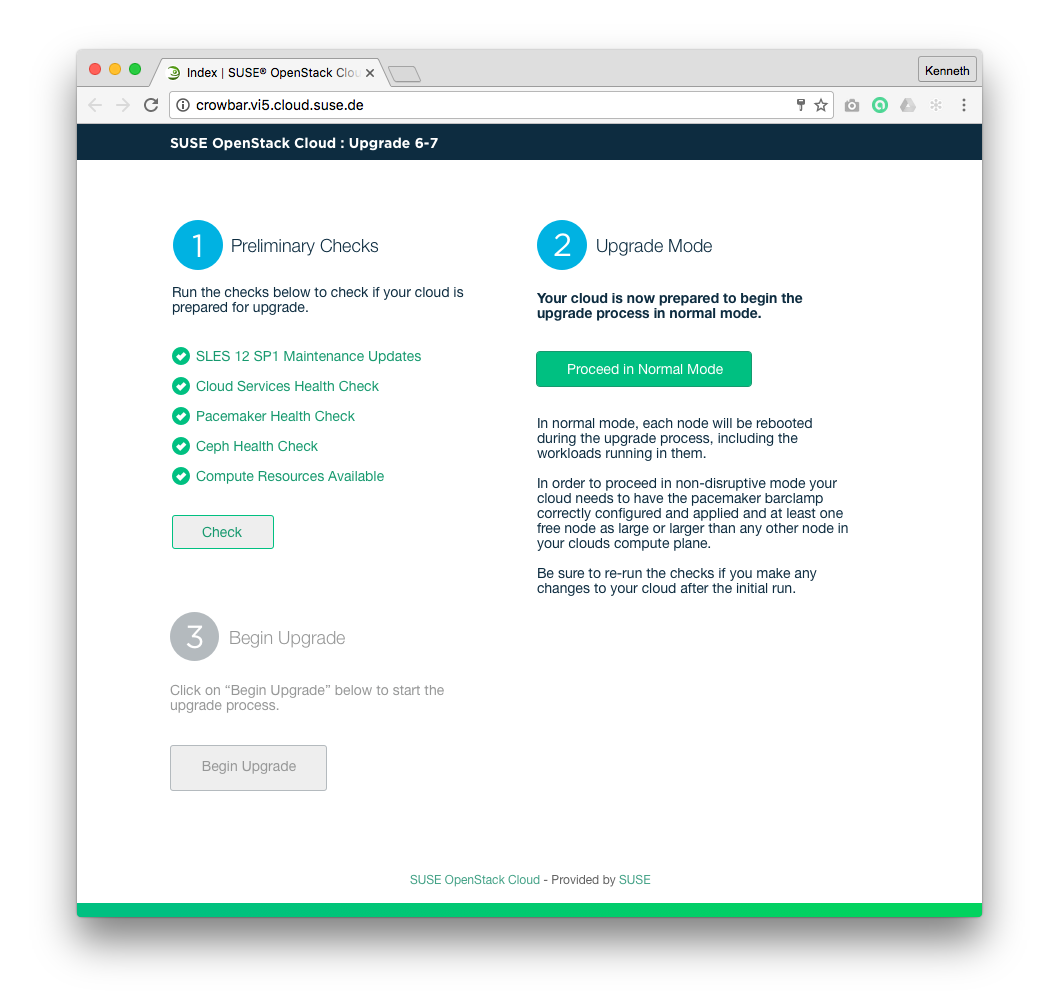 Index | SUSE® OpenStack Clou
Kenneth
crowbar.vi5.cloud.suse.de
SUSE OpenStack Cloud : Upgrade 6-7
1 Preliminary Checks
Run the checks below to check if your cloud is
prepared for upgrade.
SLES 12 SP1 Maintenance Updates
Cloud Services Health Check
Pacemaker Health Check
Ceph Health Check
Compute Resources Available
Check
2 Upgrade Mode
Your cloud is now prepared to begin the
upgrade process in normal mode.
Proceed in Normal Mode
In normal mode, each node will be rebooted
during the upgrade process, including the
workloads running in them.
In order to proceed in non-disruptive mode your
cloud needs to have the pacemaker barclamp
correctly configured and applied and at least one
free node as large or larger than any other node in
your clouds compute plane.
Be sure to re-run the checks if you make any
changes to your cloud after the initial run.
3 Begin Upgrade
Click on “Begin Upgrade” below to start the
upgrade process.
Begin Upgrade
SUSE OpenStack Cloud - Provided by SUSE